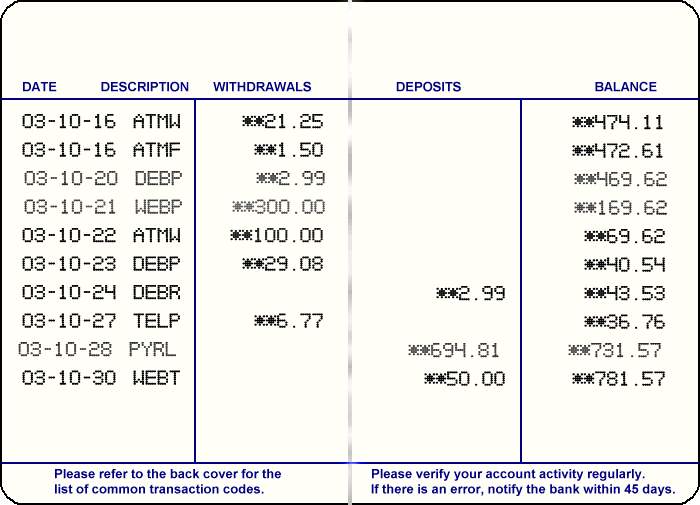 DATE DESCRIPTION WITHDRAWALS DEPOSITS BALANCE
03-10-16 ATMW **21.25 **474.11
03-10-16 ATMF **1.50 **472.61
03-10-20 DEBP **2.99 **469.62
03-10-21 WEBP **300.00 **169.62
03-10-22 ATMW **100.00 **69.62
03-10-23 DEBP **29.08 **40.54
03-10-24 DEBR **2.99 **43.53
03-10-27 TELP **6.77 **36.76
03-10-28 PYRL **694.81 **731.57
03-10-30 WEBT **50.00 **781.57
Please refer to the back cover for the
list of common transaction codes.
Please verify your account activity regularly.
If there is an error, notify the bank within 45 days.